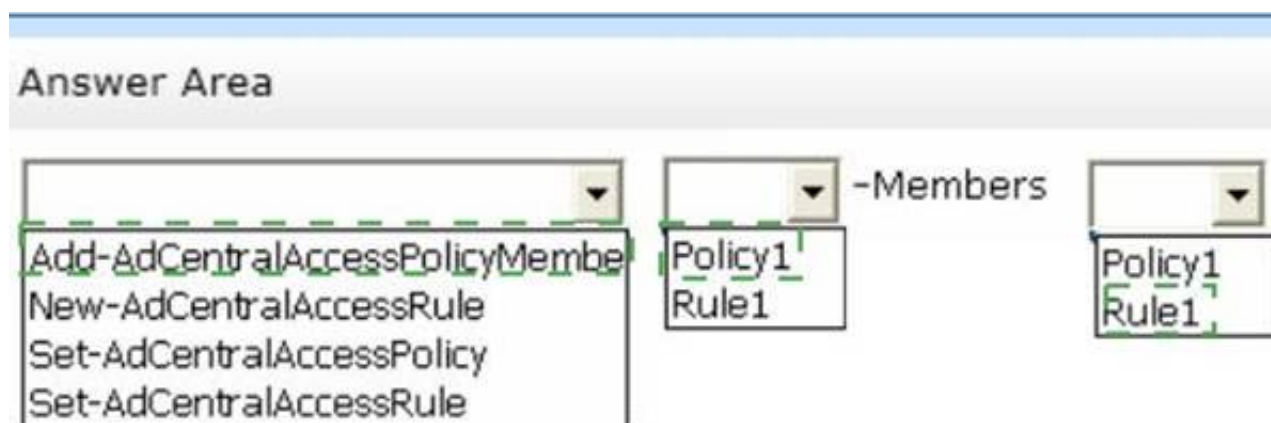 Answer Area
-Members
Add-AdCentralAccessPolicyMembe
New-AdCentralAccessRule
Set-AdCentralAccessPolicy
Set-AdCentralAccessRule
Policy1
Rule1
Policy1
Rule1